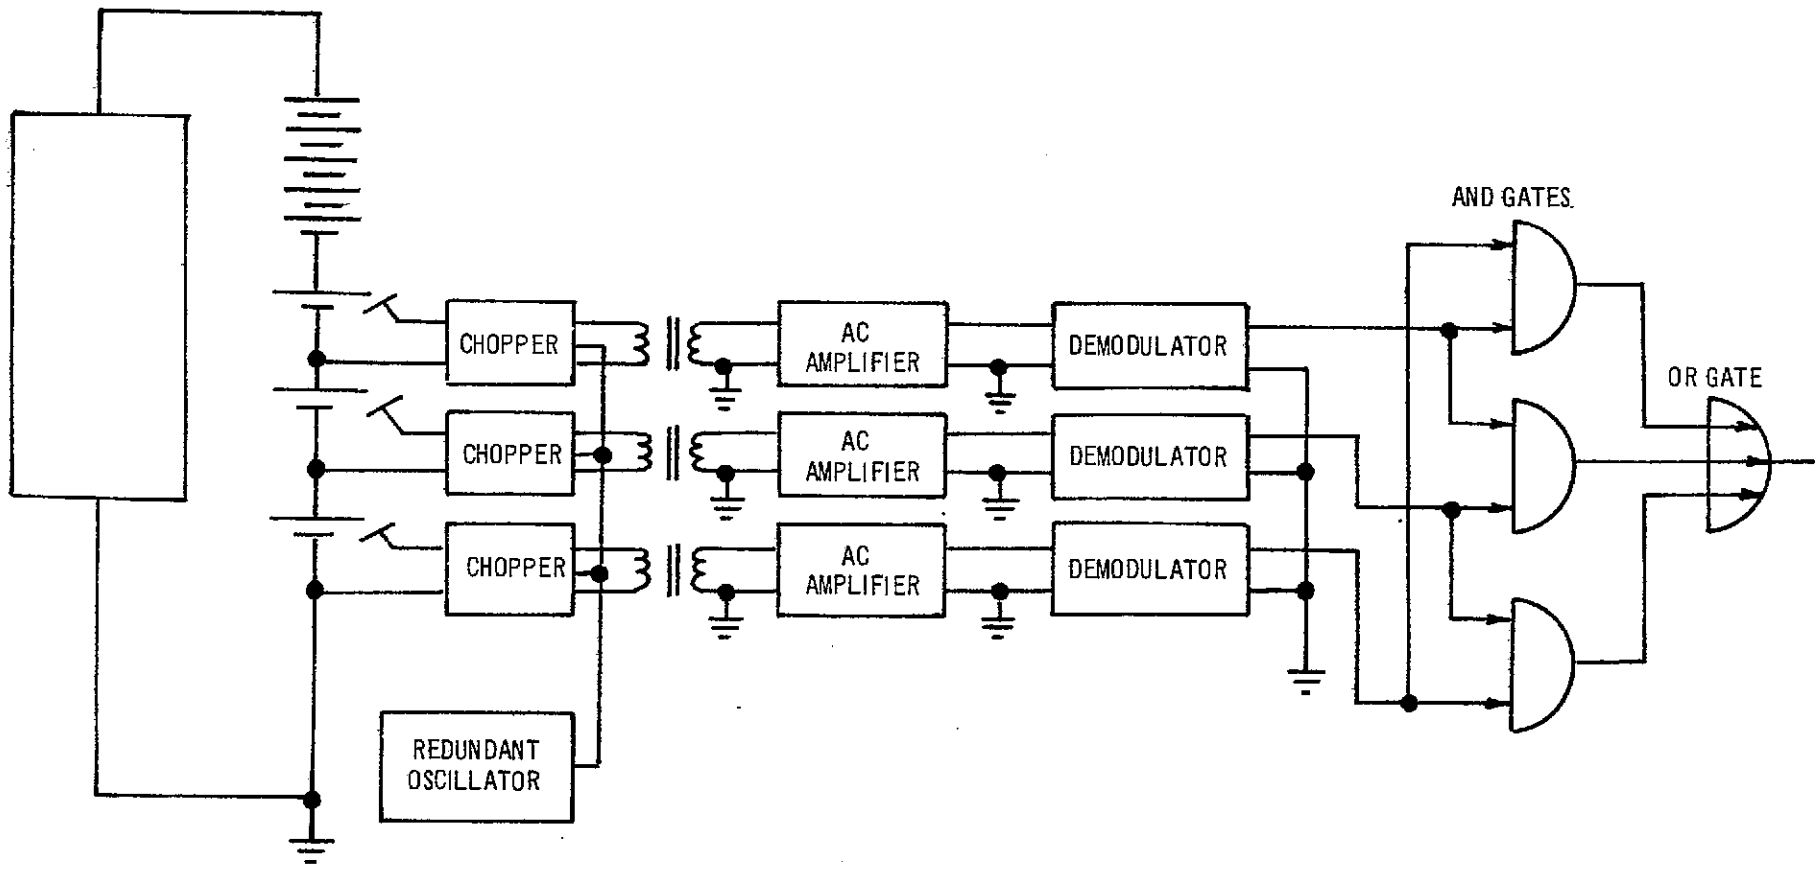 AND GATES
OR GATE
CHOPPER
AC
AMPLIFIER
DEMODULATOR
CHOPPER
AC
AMPLIFIER
DEMODULATOR
CHOPPER
AC
AMPLIFIER
DEMODULATOR
REDUNDANT
OSCILLATOR